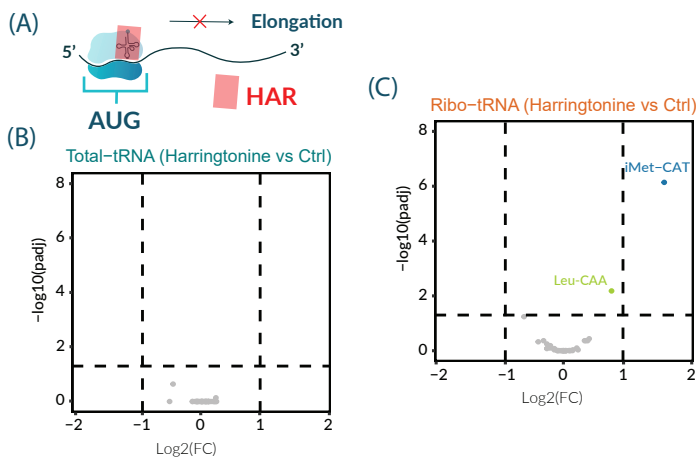 (A)
Elongation
5’
3’
HAR
AUG
(B)
Total−tRNA (Harringtonine vs Ctrl)
−log10(padj)
8
6
4
2
0
−2
−1
0
1
2
Log2(FC)
(C)
Ribo−tRNA (Harringtonine vs Ctrl)
−log10(padj)
8
6
4
2
0
iMet−CAT
Leu-CAA
−2
−1
0
1
2
Log2(FC)